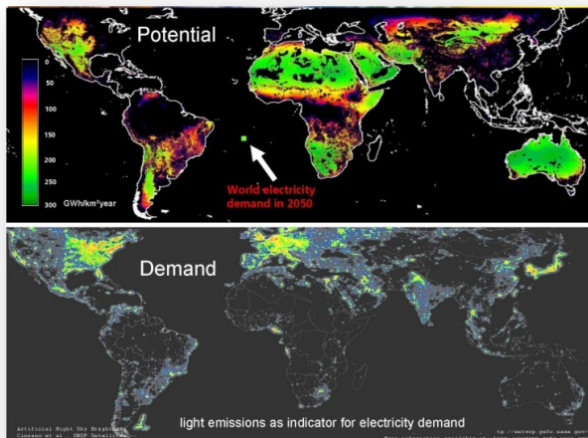 Potential
0
50
100
150
200
250
300
GWh/km²year
World electricity
demand in 2050
Demand
light emissions as indicator for electricity demand
Artificial Night Sky Brightness